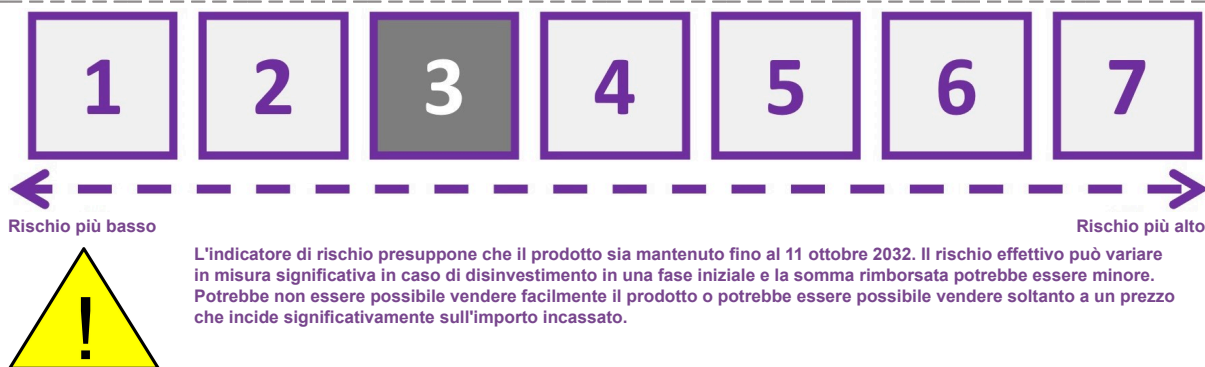 1 2 3 4 5 6 7
Rischio più basso Rischio più alto
L'indicatore di rischio presuppone che il prodotto sia mantenuto fino al 11 ottobre 2032. Il rischio effettivo può variare
in misura significativa in caso di disinvestimento in una fase iniziale e la somma rimborsata potrebbe essere minore.
Potrebbe non essere possibile vendere facilmente il prodotto o potrebbe essere possibile vendere soltanto a un prezzo
che incide significativamente sull'importo incassato.
!